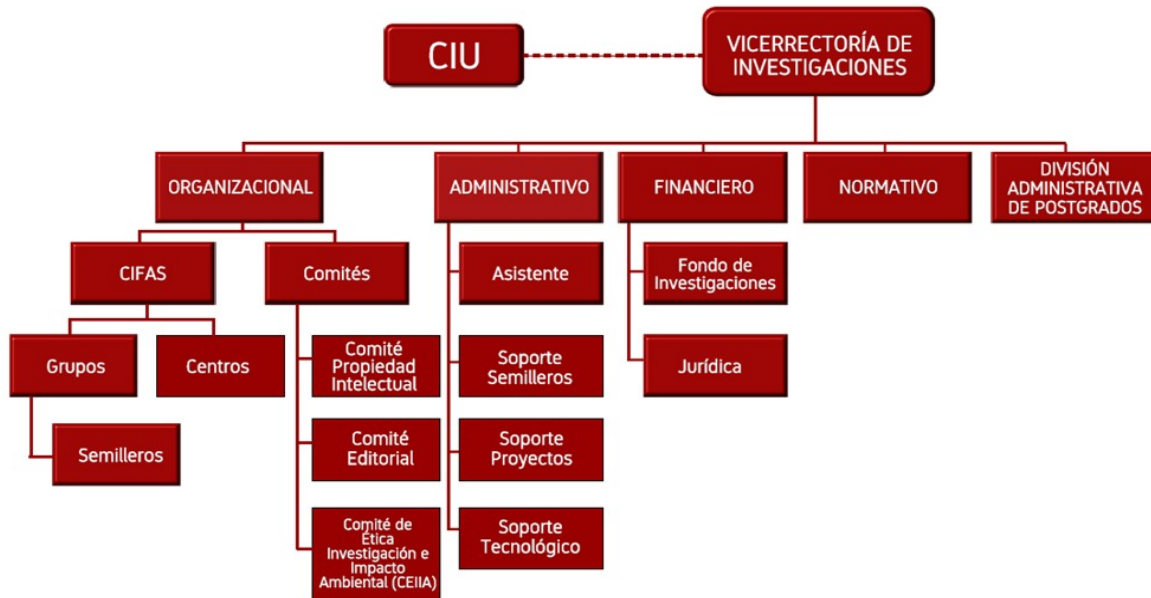 CIU
VICERRECTORÍA DE
INVESTIGACIONES
ORGANIZACIONAL
ADMINISTRATIVO
FINANCIERO
NORMATIVO
DIVISIÓN
ADMINISTRATIVA
DE POSTGRADOS
CIFAS
Comités
Asistente
Fondo de
Investigaciones
Grupos
Centros
Comité
Propiedad
Intelectual
Soporte
Semilleros
Jurídica
Semilleros
Comité
Editorial
Soporte
Proyectos
Comité de
Ética
Investigación e
Impacto
Ambiental (CEIIA)
Soporte
Tecnológico